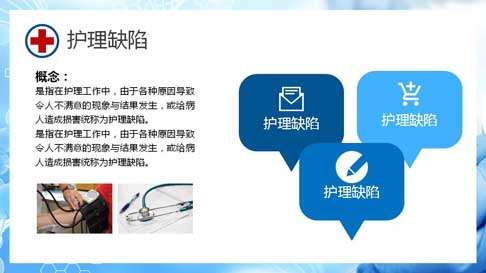 护理缺陷
概念：
是指在护理工作中，由于各种原因导致
令人不满意的现象与结果发生，或给病
人造成损害统称为护理缺陷。
是指在护理工作中，由于各种原因导致
令人不满意的现象与结果发生，或给病
人造成损害统称为护理缺陷。
护理缺陷
护理缺陷
护理缺陷